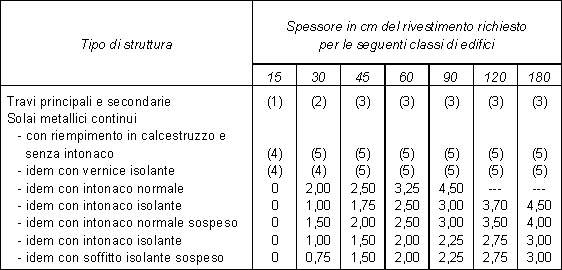 Tipo di struttura
Spessore in cm del rivestimento richiesto
per le seguenti classi di edifici
15 30 45 60 90 120 180
Travi principali e secondarie (1) (2) (3) (3) (3) (3) (3)
Solai metallici continui
- con riempimento in calcestruzzo e
senza intonaco (4) (5) (5) (5) (5) (5) (5)
- idem con vernice isolante (4) (4) (5) (5) (5) (5) (5)
- idem con intonaco normale 0 2,00 2,50 3,25 4,50 --- ---
- idem con intonaco isolante 0 1,00 1,75 2,50 3,00 3,70 4,50
- idem con intonaco normale sospeso 0 1,50 2,00 2,50 3,00 3,50 4,00
- idem con intonaco isolante 0 1,00 1,50 2,00 2,25 2,75 3,00
- idem con soffitto isolante sospeso 0 0,75 1,50 2,00 2,25 2,75 3,00